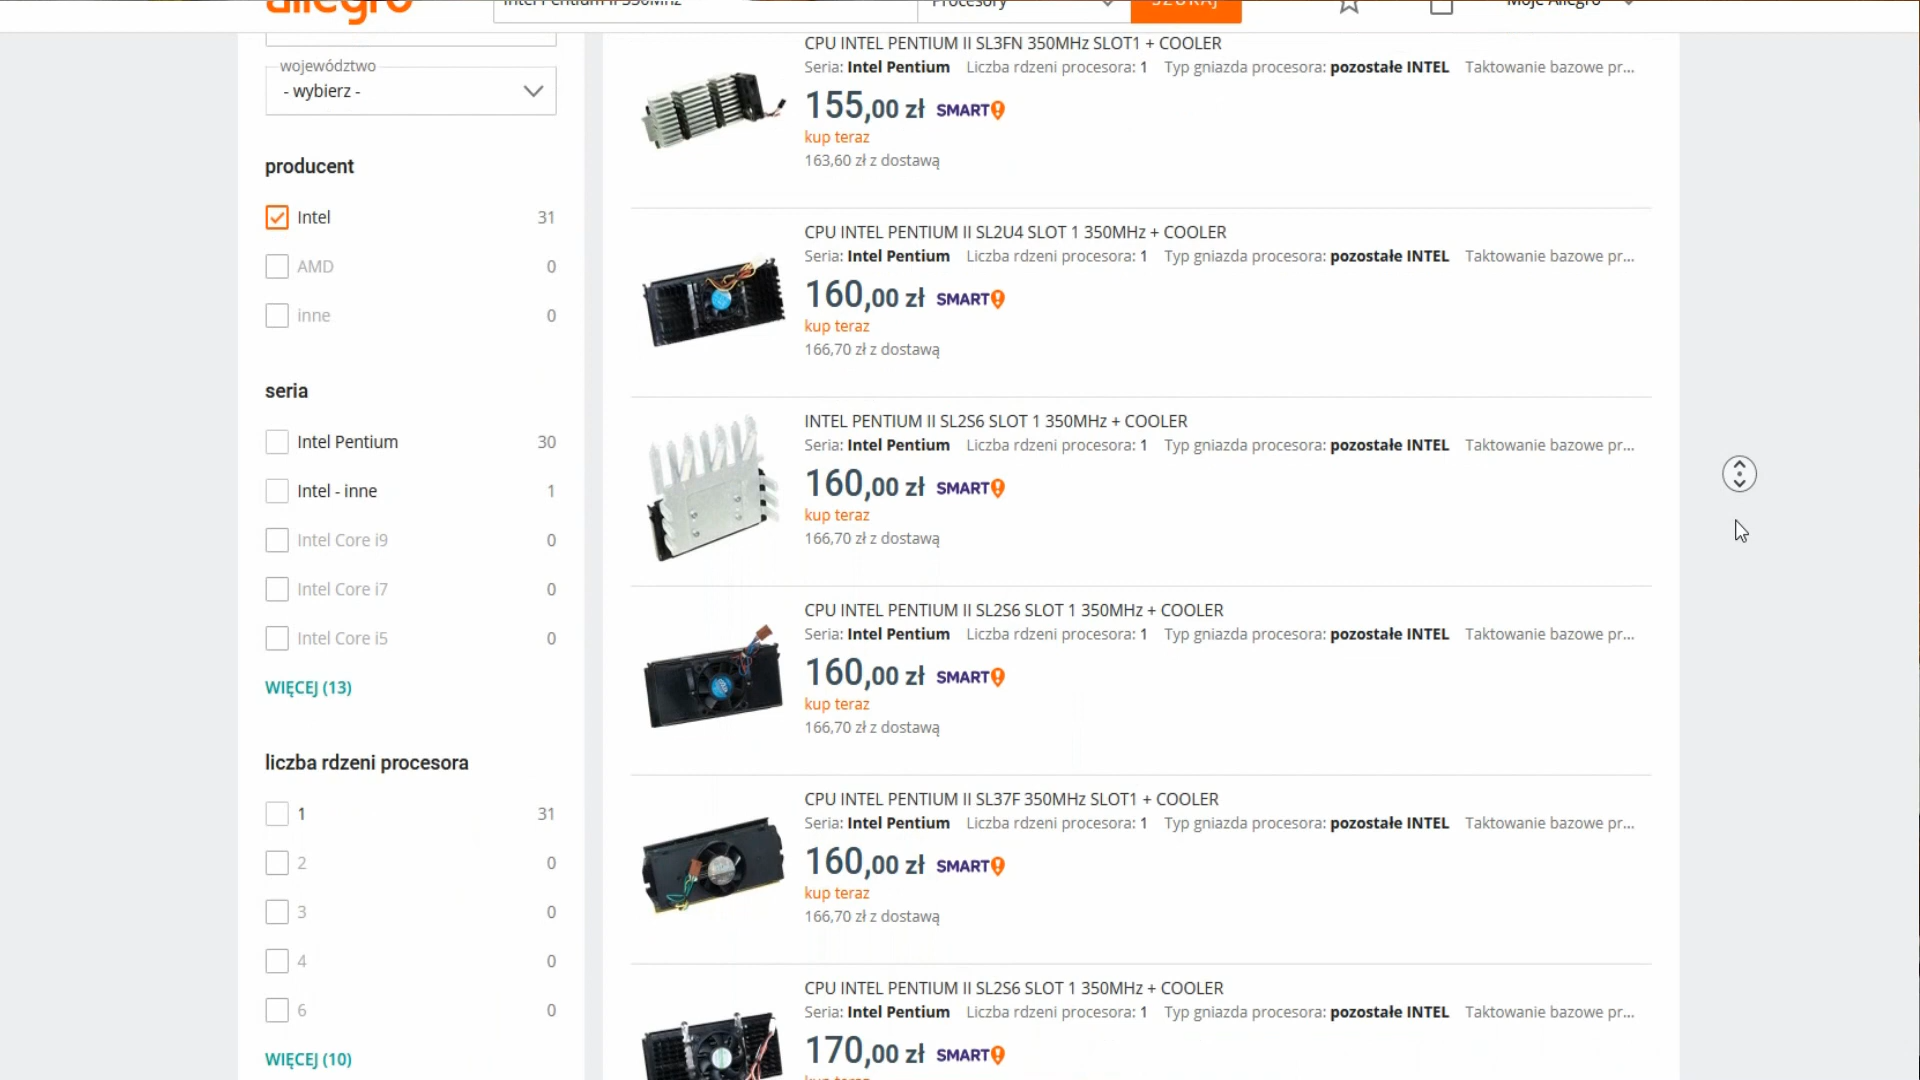 allegro
Intel Pentium II 350Mhz
Procesory
SZUKAJ
Moje Allegro
województwo
- wybierz -
producent
Intel 31
AMD 0
inne 0
seria
Intel Pentium 30
Intel - inne 1
Intel Core i9 0
Intel Core i7 0
Intel Core i5 0
WIĘCEJ (13)
liczba rdzeni procesora
1 31
2 0
3 0
4 0
6 0
WIĘCEJ (10)
CPU INTEL PENTIUM II SL3FN 350MHz SLOT1 + COOLER
Seria: Intel Pentium Liczba rdzeni procesora: 1 Typ gniazda procesora: pozostałe INTEL Taktowanie bazowe pr...
155,00 zł SMART!
kup teraz
163,60 zł z dostawą
CPU INTEL PENTIUM II SL2U4 SLOT 1 350MHz + COOLER
Seria: Intel Pentium Liczba rdzeni procesora: 1 Typ gniazda procesora: pozostałe INTEL Taktowanie bazowe pr...
160,00 zł SMART!
kup teraz
166,70 zł z dostawą
INTEL PENTIUM II SL2S6 SLOT 1 350MHz + COOLER
Seria: Intel Pentium Liczba rdzeni procesora: 1 Typ gniazda procesora: pozostałe INTEL Taktowanie bazowe pr...
160,00 zł SMART!
kup teraz
166,70 zł z dostawą
CPU INTEL PENTIUM II SL2S6 SLOT 1 350MHz + COOLER
Seria: Intel Pentium Liczba rdzeni procesora: 1 Typ gniazda procesora: pozostałe INTEL Taktowanie bazowe pr...
160,00 zł SMART!
kup teraz
166,70 zł z dostawą
CPU INTEL PENTIUM II SL37F 350MHz SLOT1 + COOLER
Seria: Intel Pentium Liczba rdzeni procesora: 1 Typ gniazda procesora: pozostałe INTEL Taktowanie bazowe pr...
160,00 zł SMART!
kup teraz
166,70 zł z dostawą
CPU INTEL PENTIUM II SL2S6 SLOT 1 350MHz + COOLER
Seria: Intel Pentium Liczba rdzeni procesora: 1 Typ gniazda procesora: pozostałe INTEL Taktowanie bazowe pr...
170,00 zł SMART!
kup teraz